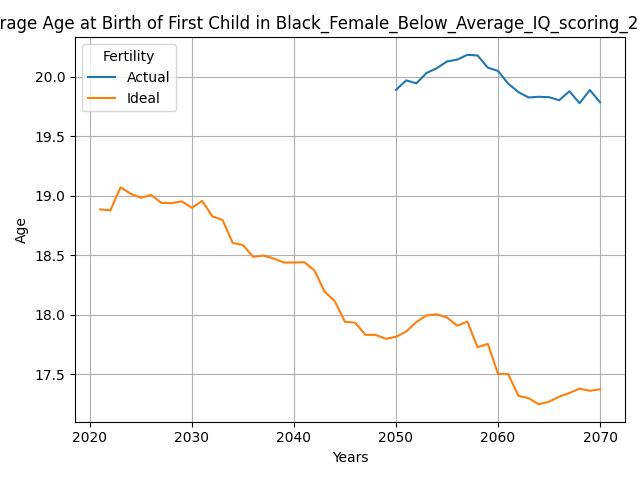 rage Age at Birth of First Child in Black_Female_Below_Average_IQ_scoring_2
Fertility
Actual
Ideal
20.0
19.5
19.0
18.5
18.0
17.5
Age
2020
2030
2040
2050
2060
2070
Years